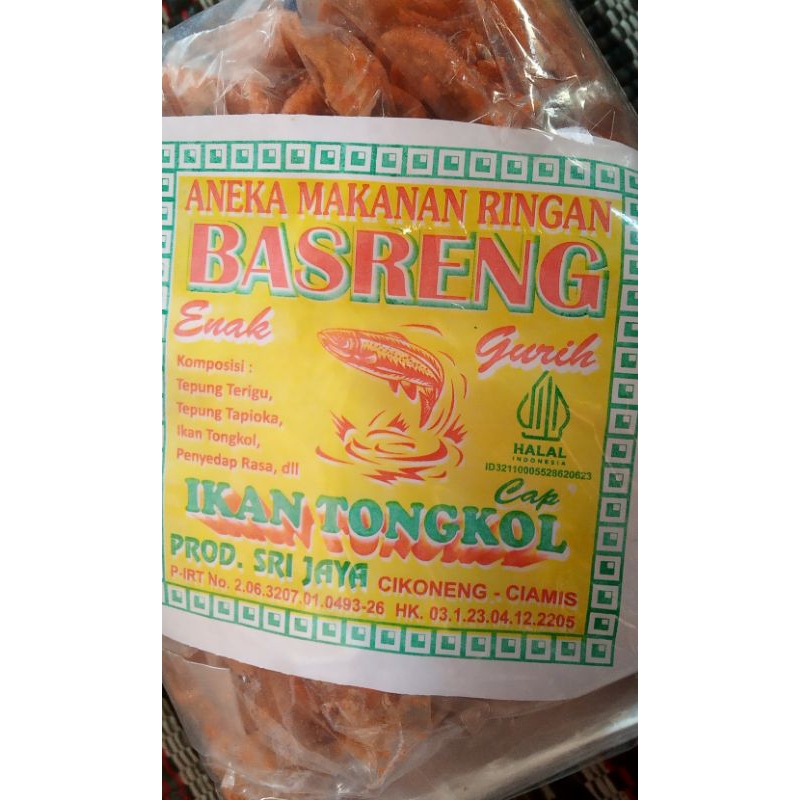 ANEKA MAKANAN RINGAN
BASRENG
Enak
Gurih
Komposisi :
Tepung Terigu,
Tepung Tapioka,
Ikan Tongkol,
Penyedap Rasa, dll
HALAL
INDONESIA
ID32110005528620623
Cap
IKAN TONGKOL
PROD. SRI JAYA
CIKONENG - CIAMIS
P-IRT No. 2.06.3207.01.0493-26 HK. 03.1.23.04.12.2205